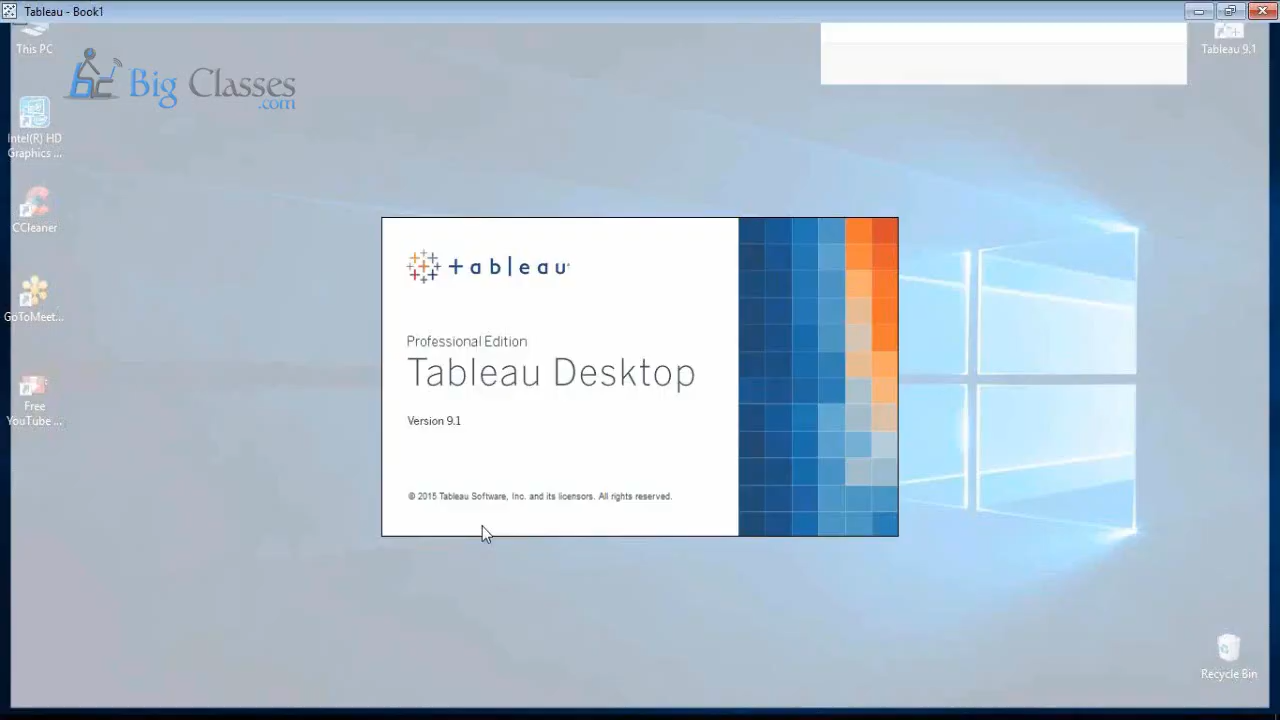 Tableau - Book1
This PC
Tableau 9.1
Big Classes
.com
Intel(R) HD
Graphics ...
CCleaner
GoToMeet...
Free
YouTube ...
+ a b l e a u
Professional Edition
Tableau Desktop
Version 9.1
© 2015 Tableau Software, Inc. and its licensors. All rights reserved.
Recycle Bin